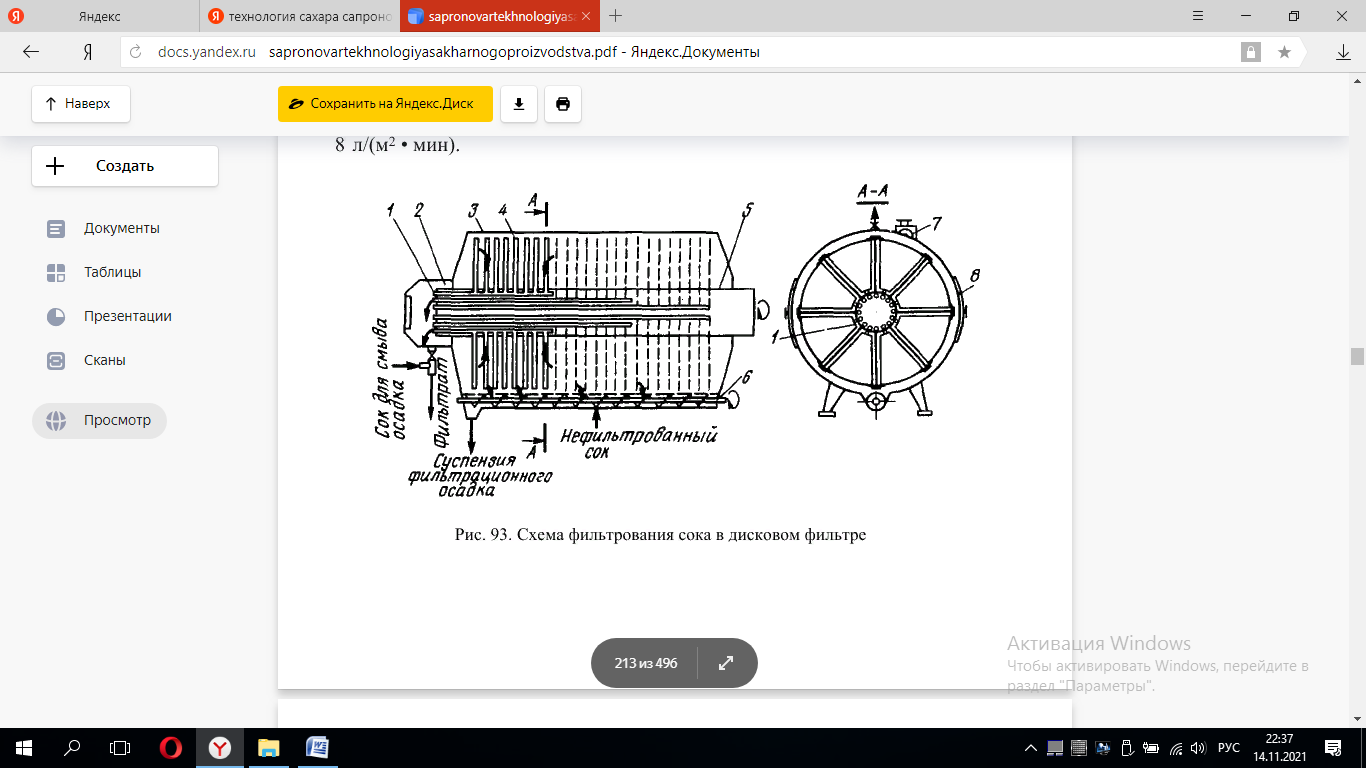 Яндекс
технология сахара сапроно
sapronovartekhnologiyasa
docs.yandex.ru sapronovartekhnologiyasakharnogoproizvodstva.pdf - Яндекс.Документы
Наверх
Сохранить на Яндекс.Диск
Создать
Документы
Таблицы
Презентации
Сканы
Просмотр
8 л/(м² • мин).
1 2 3 4 А 5
А-А
7
8
1
6
Сок для смыва
осадка
Фильтрат
Суспензия
фильтрационного
осадка
А
Нефильтрованный
сок
Рис. 93. Схема фильтрования сока в дисковом фильтре
213 из 496
Активация Windows
Чтобы активировать Windows, перейдите в
раздел "Параметры".
РУС
22:37
14.11.2021